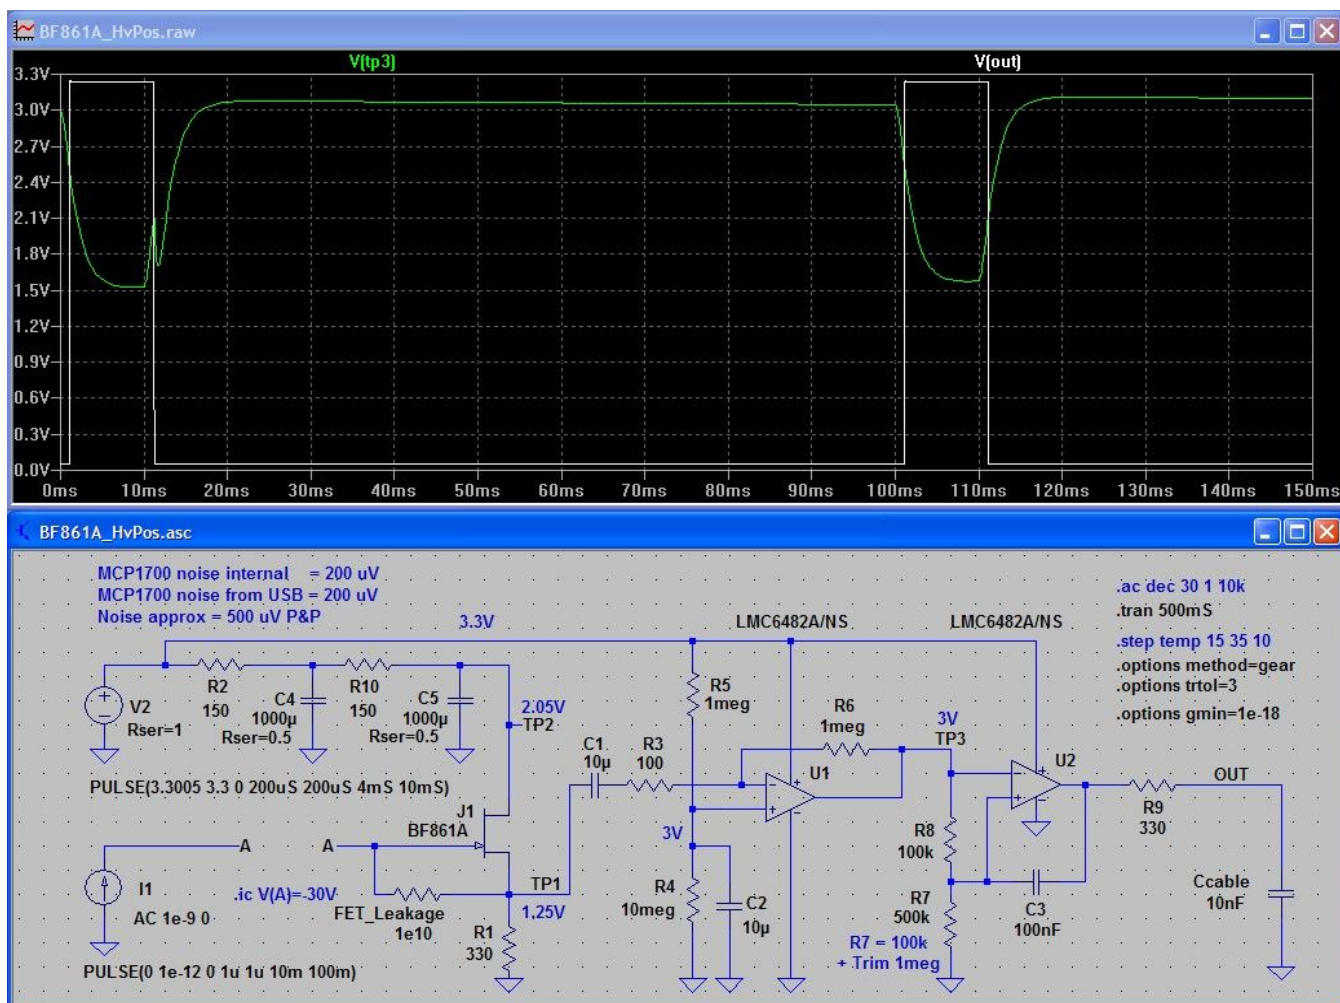 BF861A_HvPos.raw
V(tp3) V(out)
3.3V
3.0V
2.7V
2.4V
2.1V
1.8V
1.5V
1.2V
0.9V
0.6V
0.3V
0.0V
0ms 10ms 20ms 30ms 40ms 50ms 60ms 70ms 80ms 90ms 100ms 110ms 120ms 130ms 140ms 150ms
BF861A_HvPos.asc
MCP1700 noise internal = 200 uV
MCP1700 noise from USB = 200 uV
Noise approx = 500 uV P&P
3.3V
LMC6482A/NS
LMC6482A/NS
.ac dec 30 1 10k
.tran 500mS
.step temp 15 35 10
.options method=gear
.options trtol=3
.options gmin=1e-18
V2
Rser=1
R2
150
C4
1000µ
Rser=0.5
R10
150
C5
1000µ
Rser=0.5
2.05V
TP2
PULSE(3.3005 3.3 0 200uS 200uS 4mS 10mS)
J1
BF861A
A
A
I1
AC 1e-9 0
.ic V(A)=-30V
FET_Leakage
1e10
TP1
1,25V
R1
330
PULSE(0 1e-12 0 1u 1u 10m 100m)
C1
10µ
R3
100
R5
1meg
R6
1meg
U1
3V
R4
10meg
C2
10µ
3V
TP3
U2
R8
100k
R7
500k
C3
100nF
R7 = 100k
+ Trim 1meg
R9
330
OUT
Ccable
10nF